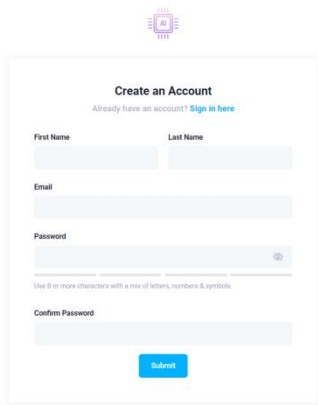 AI
Create an Account
Already have an account? Sign in here
First Name Last Name
Email
Password
Use 8 or more characters with a mix of letters, numbers & symbols.
Confirm Password
Submit